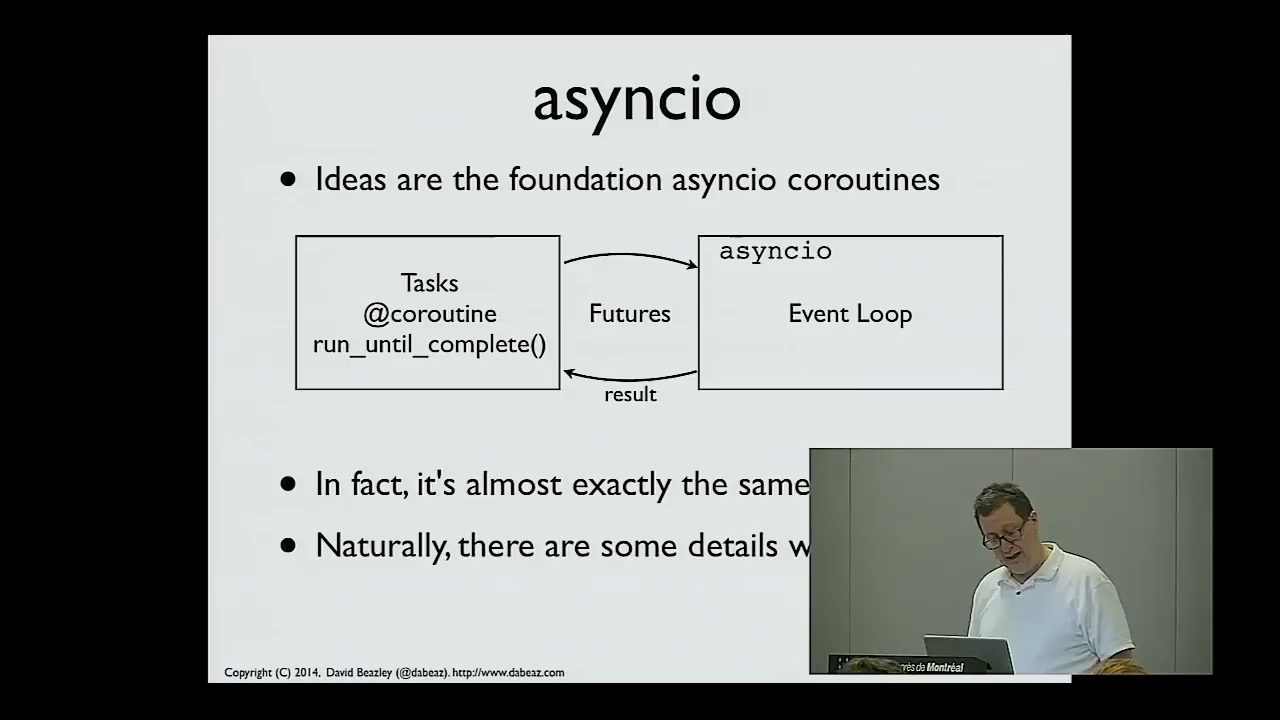 asyncio
• Ideas are the foundation asyncio coroutines
Tasks
@coroutine
run_until_complete()
Futures
result
asyncio
Event Loop
• In fact, it's almost exactly the same
• Naturally, there are some details
Copyright (C) 2014, David Beazley (@dabeaz). http://www.dabeaz.com
de Montréal